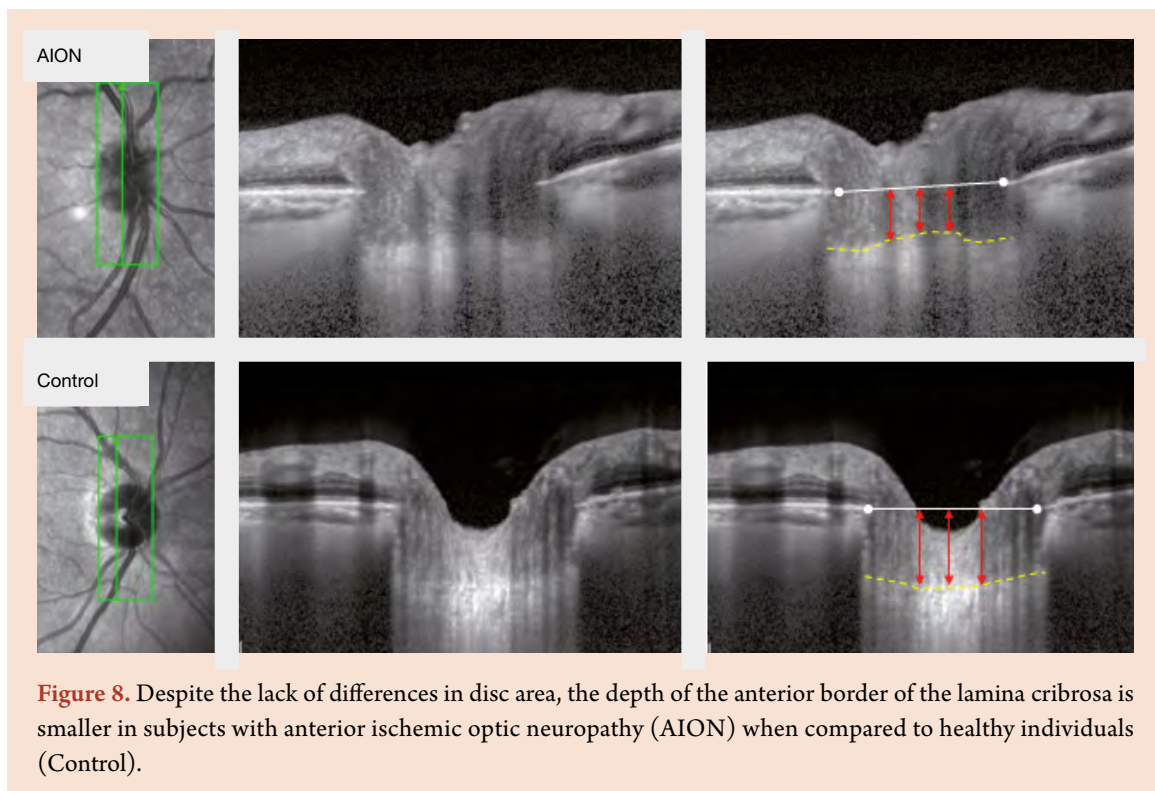 AION
Control
Figure 8. Despite the lack of differences in disc area, the depth of the anterior border of the lamina cribrosa is
smaller in subjects with anterior ischemic optic neuropathy (AION) when compared to healthy individuals
(Control).